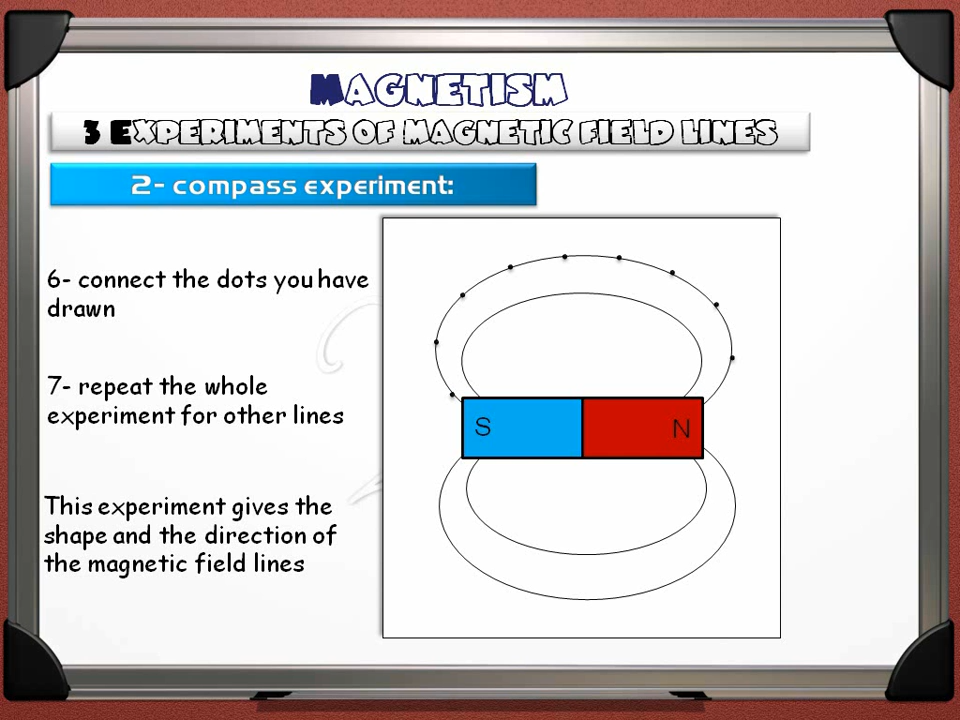 MAGNETISM
3 EXPERIMENTS OF MAGNETIC FIELD LINES
2- compass experiment:
6- connect the dots you have
drawn
7- repeat the whole
experiment for other lines
This experiment gives the
shape and the direction of
the magnetic field lines
S N